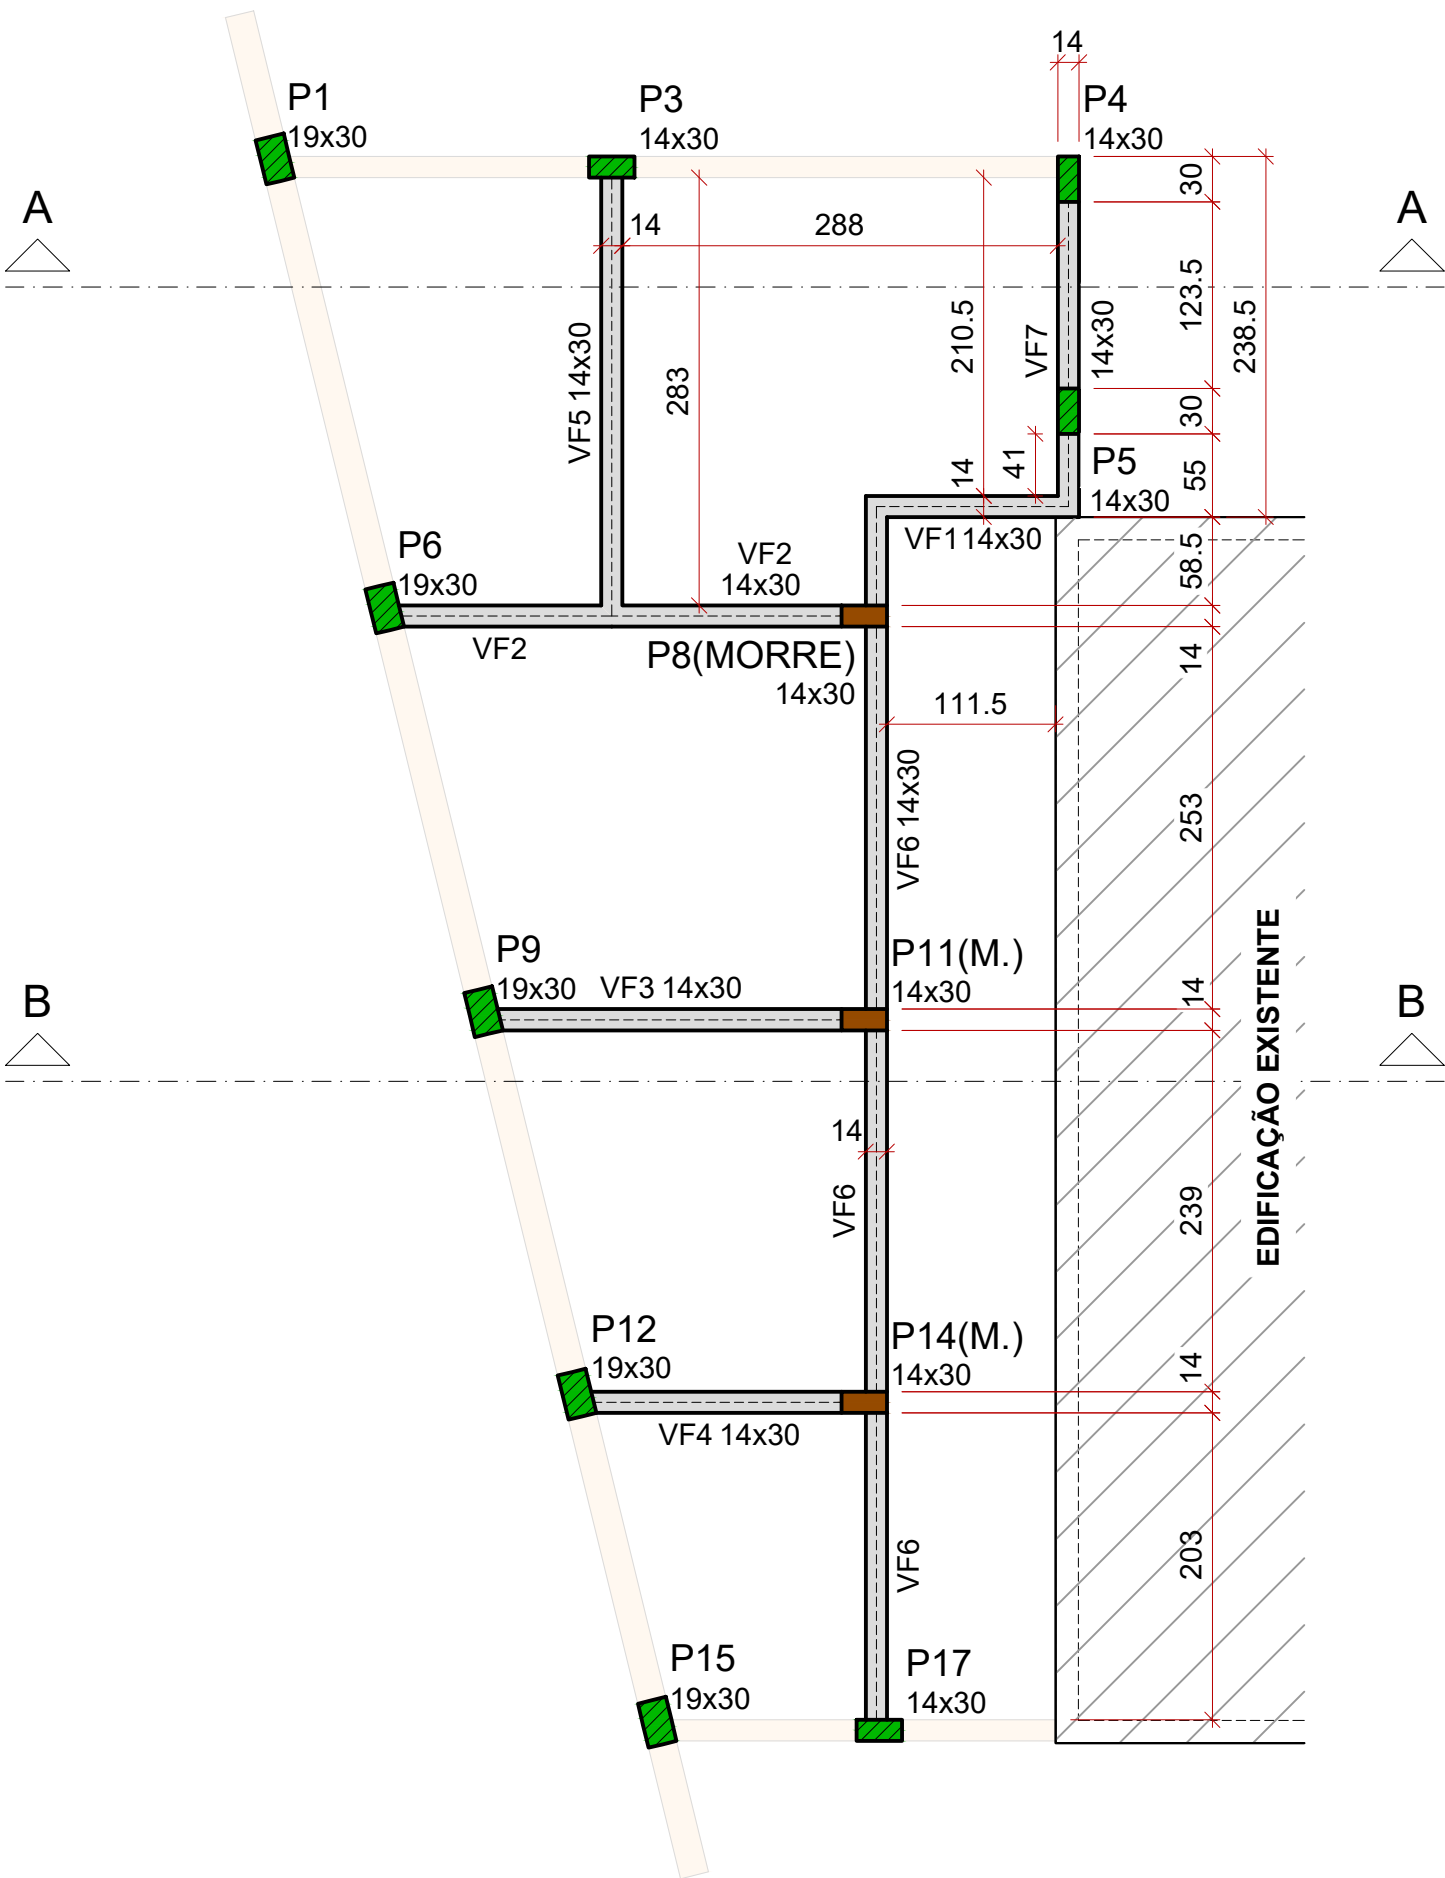 14
P1
19x30
P3
14x30
P4
14x30
30
A
A
14
288
123.5
VF5 14x30
283
210.5
VF7
14x30
238.5
30
14
41
P5
14x30
55
P6
19x30
VF2
14x30
VF114x30
58.5
VF2
P8(MORRE)
14x30
14
111.5
VF6 14x30
253
P9
19x30
VF3 14x30
P11(M.)
14x30
14
B
B
EDIFICAÇÃO EXISTENTE
14
VF6
239
P12
19x30
P14(M.)
14x30
14
VF4 14x30
VF6
203
P15
19x30
P17
14x30